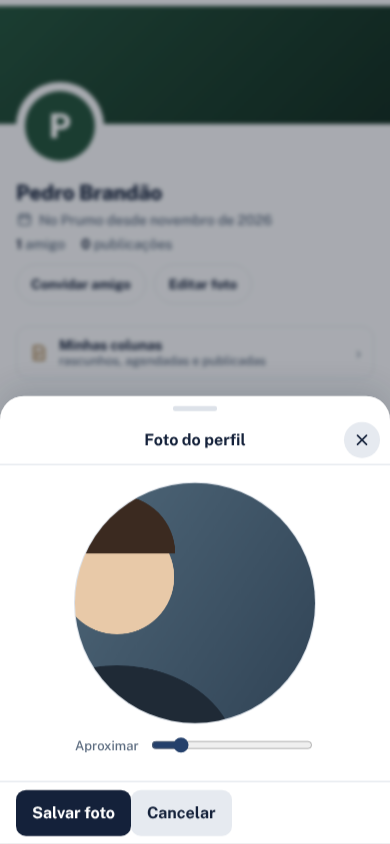 P
Pedro Brandão
No Prumo desde novembro de 2026
1 amigo 0 publicações
Convidar amigo Editar foto
Minhas colunas
rascunhos, agendadas e publicadas
Foto do perfil
Aproximar
Salvar foto Cancelar